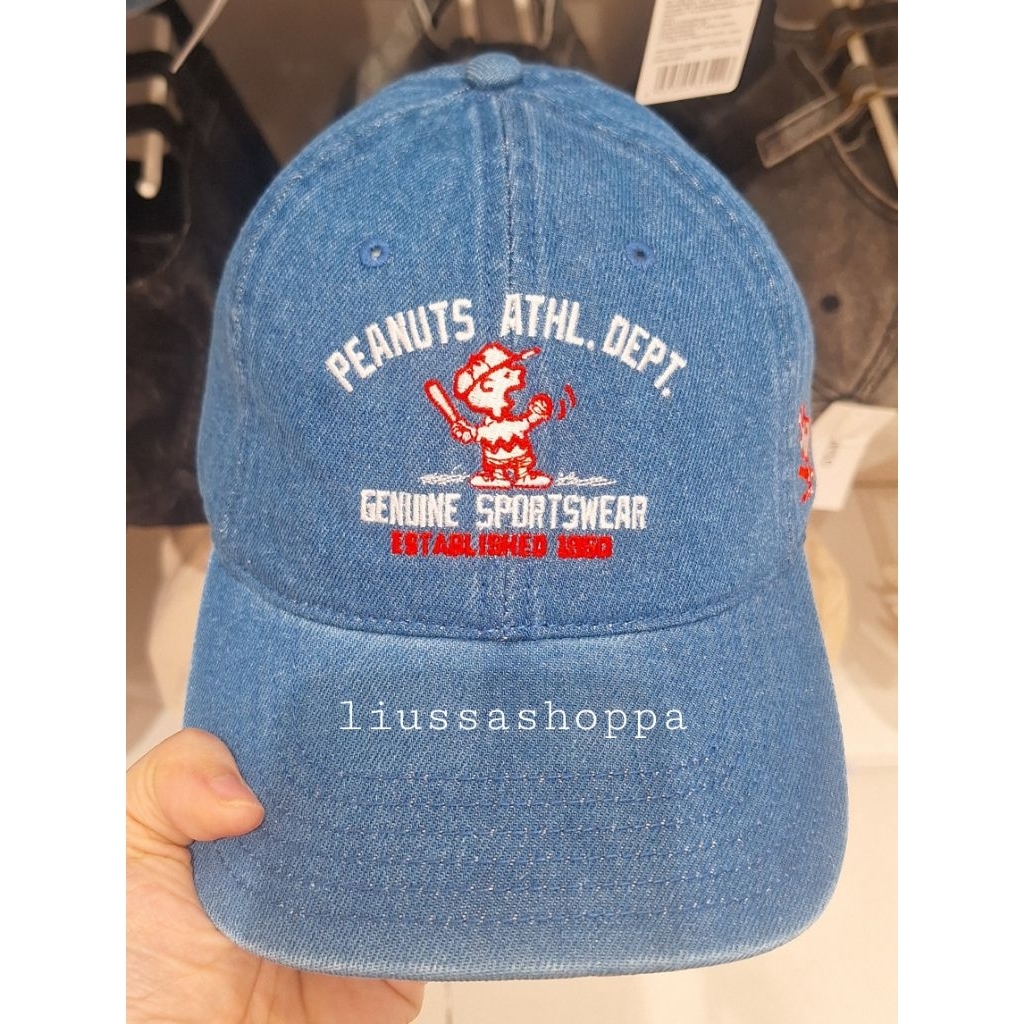 PEANUTS ATHL. DEPT.
GENUINE SPORTSWEAR
ESTABLISHED 1950
liussashoppa